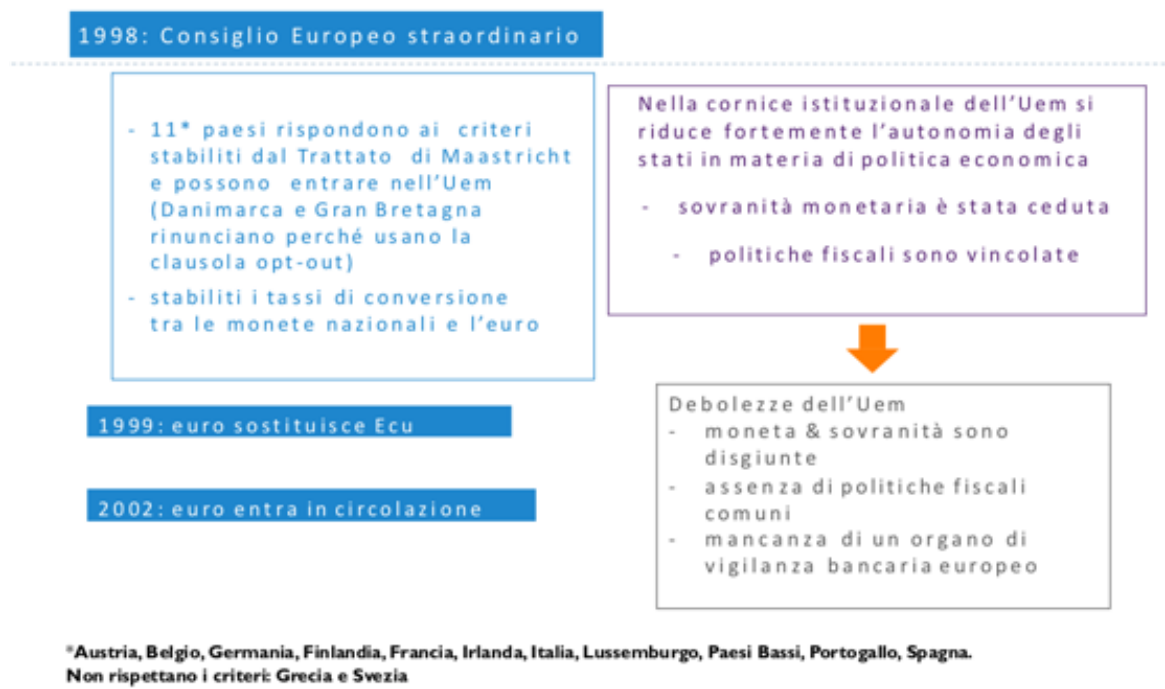 1998: Consiglio Europeo straordinario
- 11* paesi rispondono ai criteri
stabiliti dal Trattato di Maastricht
e possono entrare nell’Uem
(Danimarca e Gran Bretagna
rinunciano perché usano la
clausola opt-out)
- stabiliti i tassi di conversione
tra le monete nazionali e l’euro
1999: euro sostituisce Ecu
2002: euro entra in circolazione
Nella cornice istituzionale dell’Uem si
riduce fortemente l’autonomia degli
stati in materia di politica economica
- sovranità monetaria è stata ceduta
- politiche fiscali sono vincolate
Debolezze dell’Uem
- moneta & sovranità sono
disgiunte
- assenza di politiche fiscali
comuni
- mancanza di un organo di
vigilanza bancaria europeo
*Austria, Belgio, Germania, Finlandia, Francia, Irlanda, Italia, Lussemburgo, Paesi Bassi, Portogallo, Spagna.
Non rispettano i criteri: Grecia e Svezia